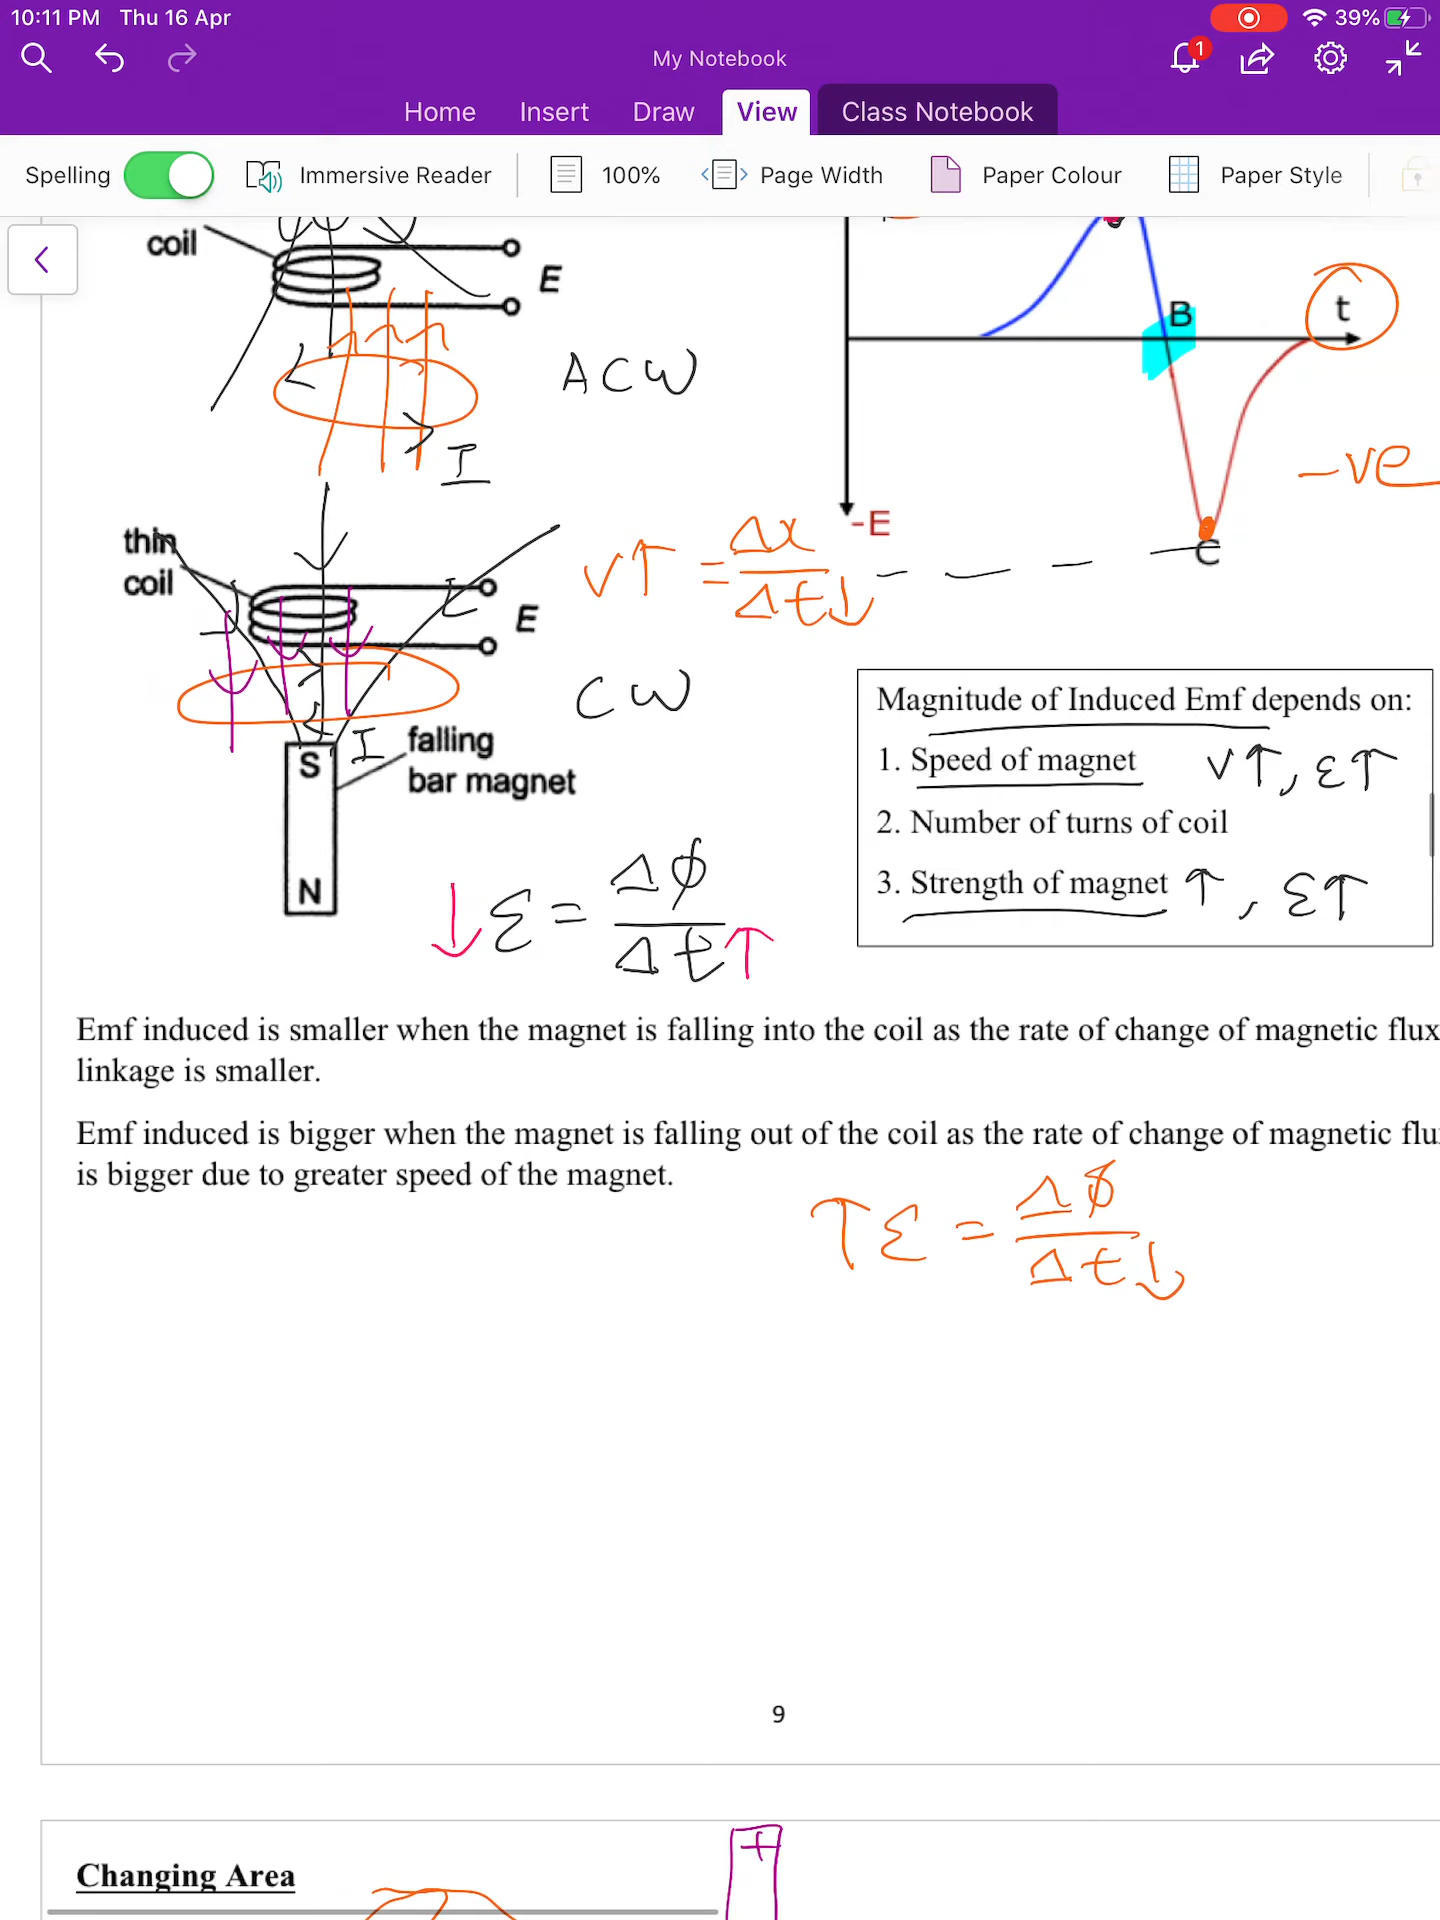 10:11 PM Thu 16 Apr
39%
My Notebook
1
Home Insert Draw View Class Notebook
Spelling Immersive Reader 100% Page Width Paper Colour Paper Style
coil
E
ACW
I
B
t
-ve
-E
C
thin
coil
E
v↑ = Δx/Δt↓
CW
I
S
N
falling
bar magnet
↓ε = Δφ/Δt↑
Magnitude of Induced Emf depends on:
1. Speed of magnet v↑, ε↑
2. Number of turns of coil
3. Strength of magnet ↑, ε↑
Emf induced is smaller when the magnet is falling into the coil as the rate of change of magnetic flux
linkage is smaller.
Emf induced is bigger when the magnet is falling out of the coil as the rate of change of magnetic flu
is bigger due to greater speed of the magnet.
↑ε = Δφ/Δt↓
9
Changing Area
+